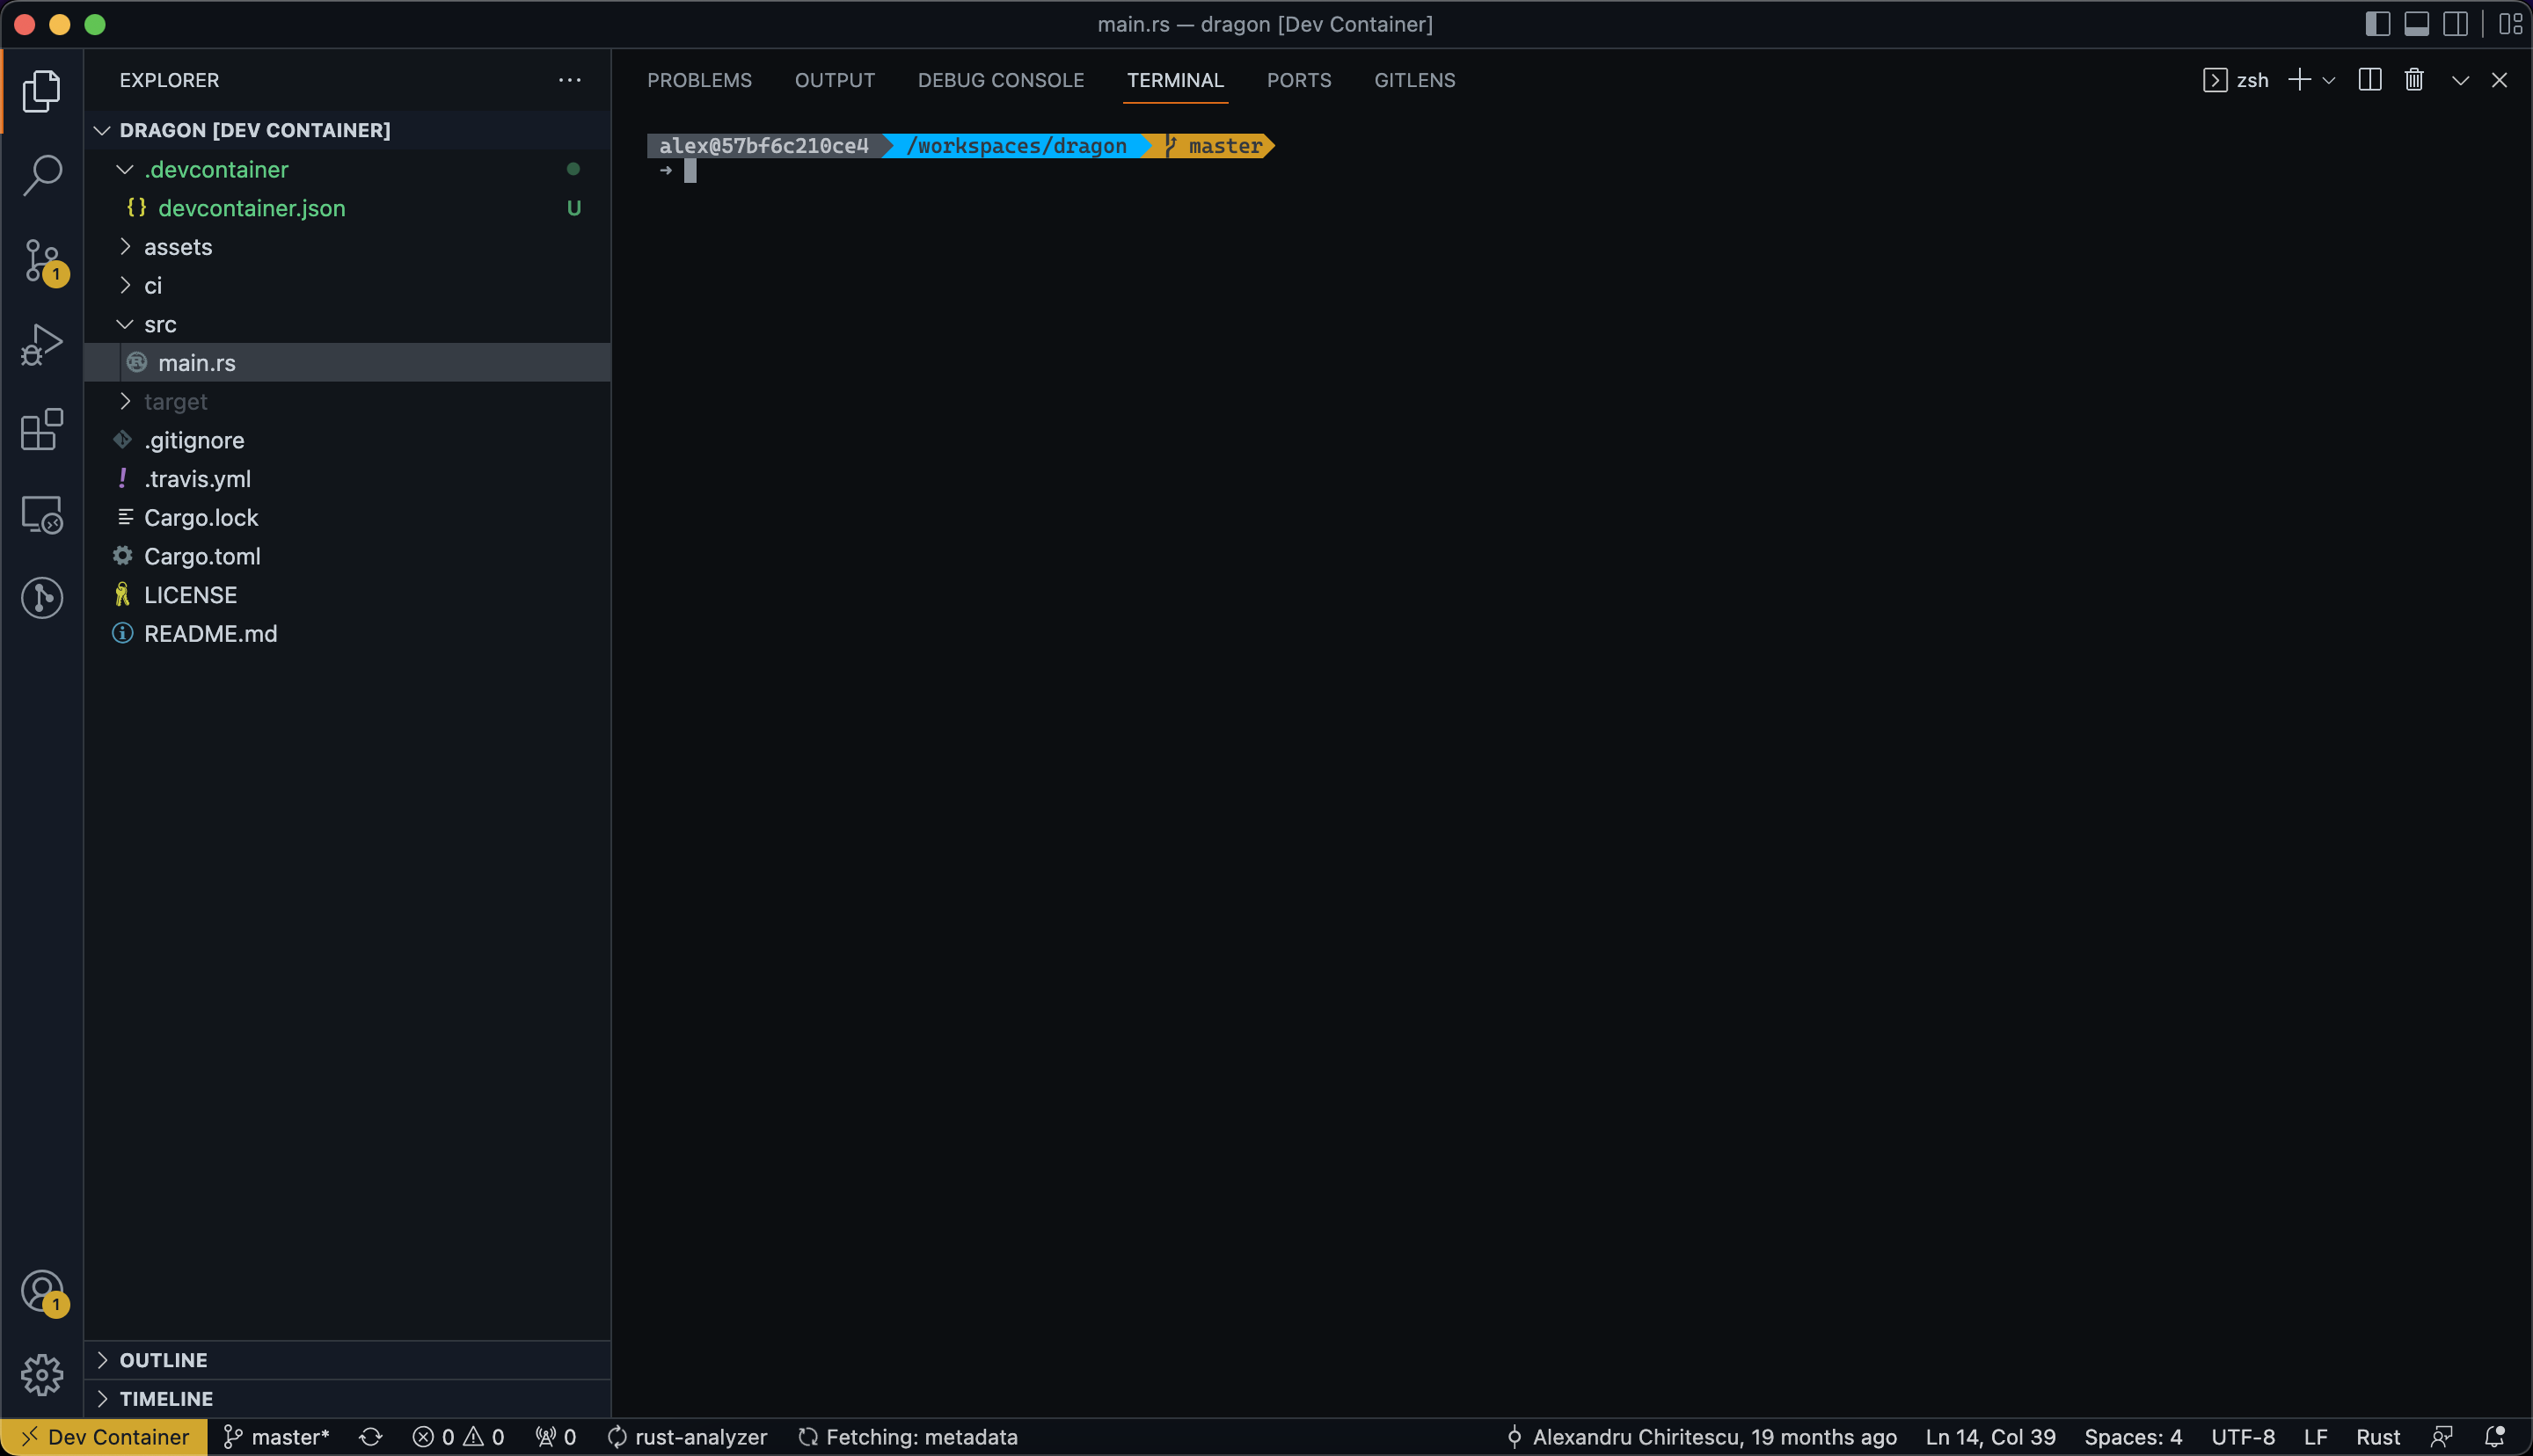 main.rs — dragon [Dev Container]
EXPLORER
DRAGON [DEV CONTAINER]
.devcontainer
{} devcontainer.json U
assets
ci
src
main.rs
target
.gitignore
! .travis.yml
Cargo.lock
Cargo.toml
LICENSE
README.md
OUTLINE
TIMELINE
1
1
PROBLEMS OUTPUT DEBUG CONSOLE TERMINAL PORTS GITLENS zsh
alex@57bf6c210ce4 /workspaces/dragon master
➜
Dev Container master* 0 0 0 rust-analyzer Fetching: metadata Alexandru Chiritescu, 19 months ago Ln 14, Col 39 Spaces: 4 UTF-8 LF Rust